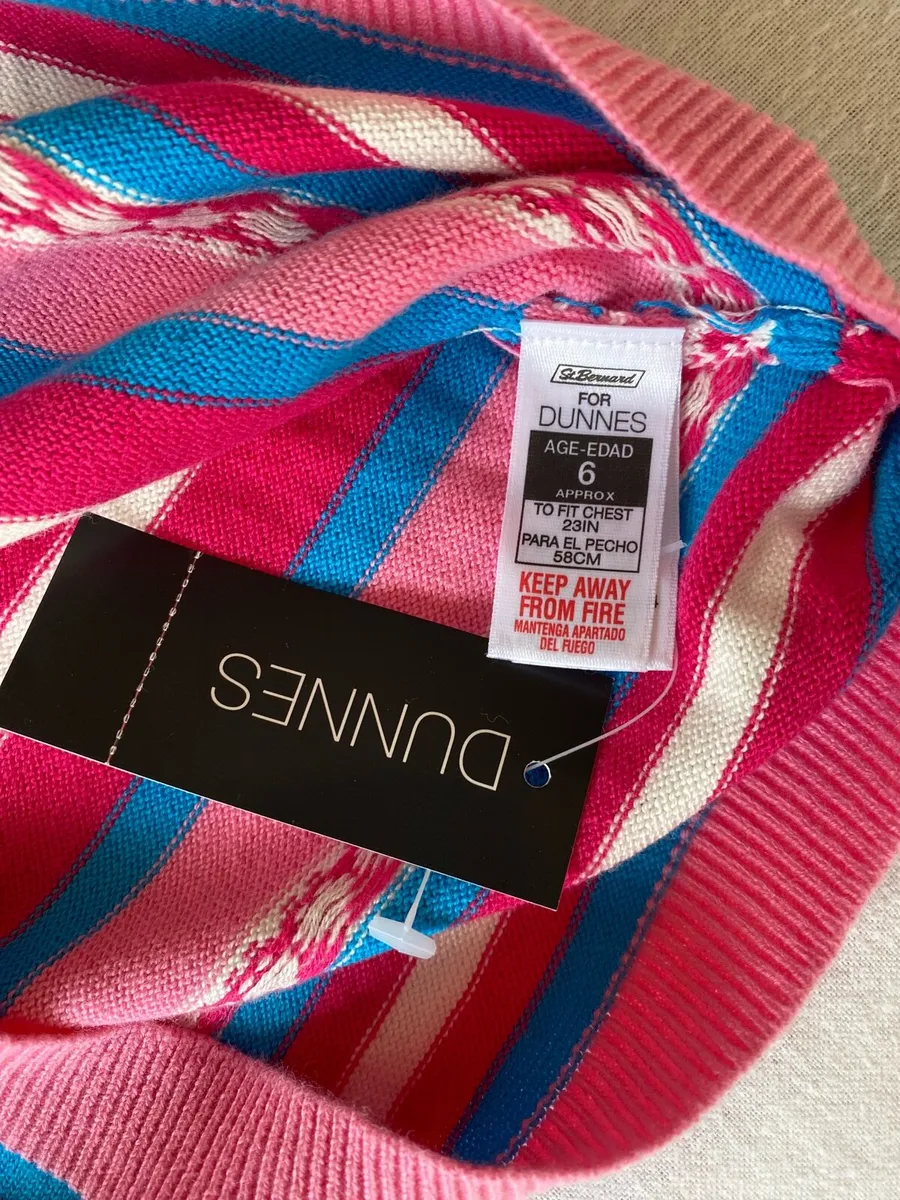 St.Bernard
FOR
DUNNES
AGE-EDAD
6
APPROX
TO FIT CHEST
23IN
PARA EL PECHO
58CM
KEEP AWAY
FROM FIRE
MANTENGA APARTADO
DEL FUEGO
DUNNES